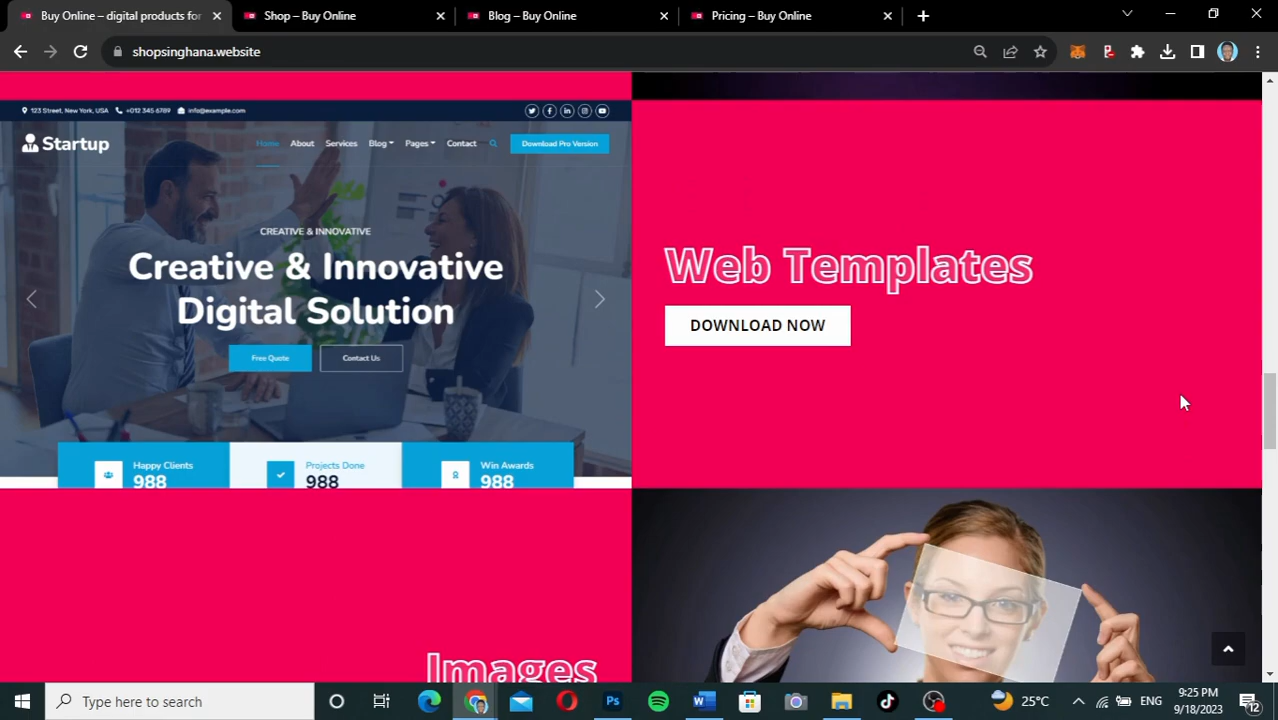 Buy Online – digital products for
Shop – Buy Online
Blog – Buy Online
Pricing – Buy Online
shopsinghana.website
123 Street, New York, USA +012 345 6789 info@example.com
Startup
Home About Services Blog Pages Contact Download Pro Version
CREATIVE & INNOVATIVE
Creative & Innovative
Digital Solution
Free Quote Contact Us
Happy Clients
988
Projects Done
988
Win Awards
988
Web Templates
DOWNLOAD NOW
Images
Type here to search
25°C
ENG
9:25 PM
9/18/2023
12